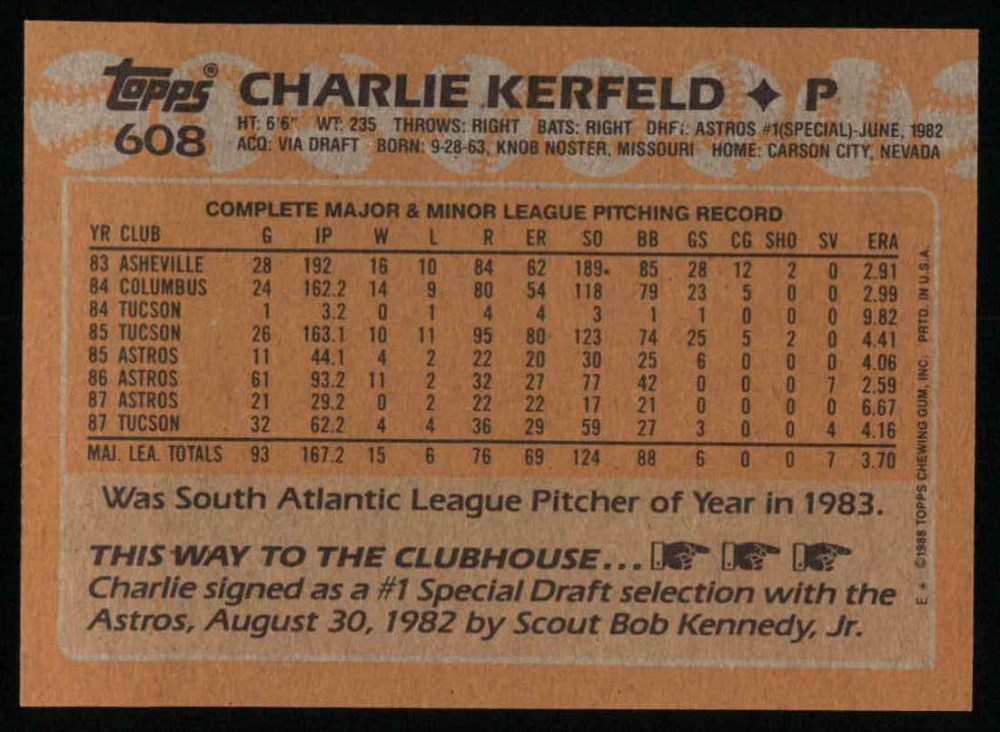 topps® CHARLIE KERFELD ✦ P
608
HT: 6'6" WT: 235 THROWS: RIGHT BATS: RIGHT DRFT: ASTROS #1(SPECIAL)-JUNE, 1982
ACQ: VIA DRAFT BORN: 9-28-63, KNOB NOSTER, MISSOURI HOME: CARSON CITY, NEVADA
COMPLETE MAJOR & MINOR LEAGUE PITCHING RECORD
YR CLUB G IP W L R ER SO BB GS CG SHO SV ERA
83 ASHEVILLE 28 192 16 10 84 62 189 85 28 12 2 0 2.91
84 COLUMBUS 24 162.2 14 9 80 54 118 79 23 5 0 0 2.99
84 TUCSON 1 3.2 0 1 4 4 3 1 1 0 0 0 9.82
85 TUCSON 26 163.1 10 11 95 80 123 74 25 5 2 0 4.41
85 ASTROS 11 44.1 4 2 22 20 30 25 6 0 0 0 4.06
86 ASTROS 61 93.2 11 2 32 27 77 42 0 0 0 7 2.59
87 ASTROS 21 29.2 0 2 22 22 17 21 0 0 0 0 6.67
87 TUCSON 32 62.2 4 4 36 29 59 27 3 0 0 4 4.16
MAJ. LEA. TOTALS 93 167.2 15 6 76 69 124 88 6 0 0 7 3.70
Was South Atlantic League Pitcher of Year in 1983.
THIS WAY TO THE CLUBHOUSE...
Charlie signed as a #1 Special Draft selection with the
Astros, August 30, 1982 by Scout Bob Kennedy, Jr.
E * ©1988 TOPPS CHEWING GUM, INC. PRTD. IN U.S.A.